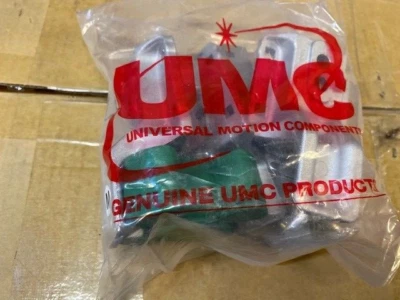 UMC
UNIVERSAL MOTION COMPONENTS
GENUINE UMC PRODUCTS